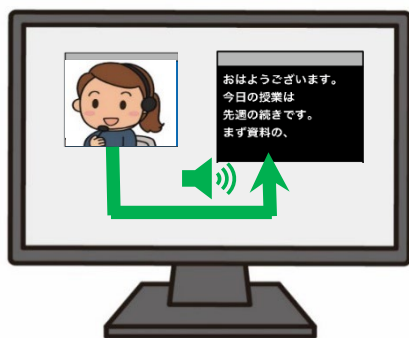 おはようございます。
今日の授業は
先週の続きです。
まず資料の、